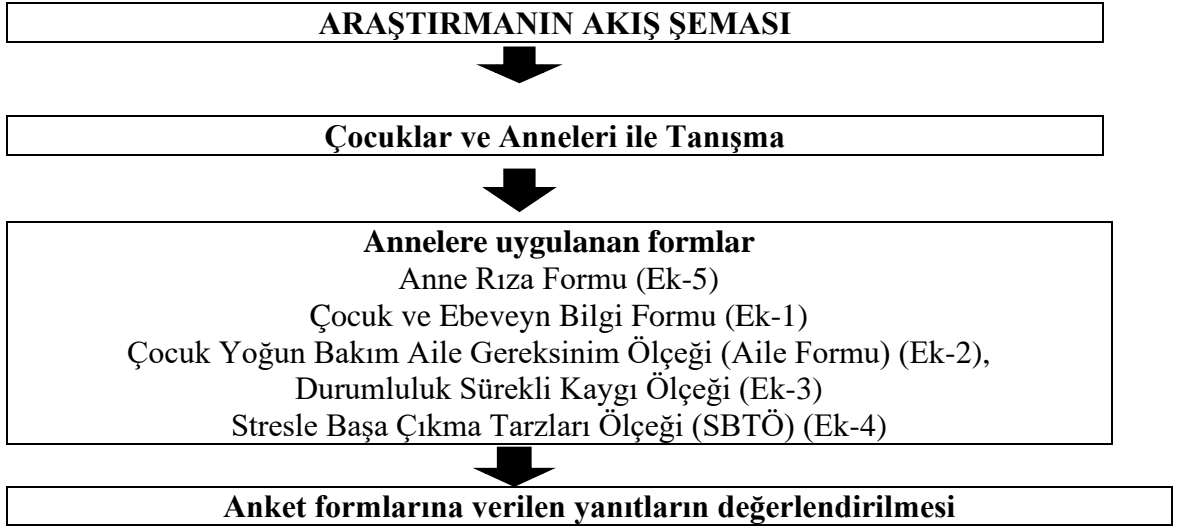 ARAŞTIRMANIN AKIŞ ŞEMASI
Çocuklar ve Anneleri ile Tanışma
Annelere uygulanan formlar
Anne Rıza Formu (Ek-5)
Çocuk ve Ebeveyn Bilgi Formu (Ek-1)
Çocuk Yoğun Bakım Aile Gereksinim Ölçeği (Aile Formu) (Ek-2),
Durumluluk Sürekli Kaygı Ölçeği (Ek-3)
Stresle Başa Çıkma Tarzları Ölçeği (SBTÖ) (Ek-4)
Anket formlarına verilen yanıtların değerlendirilmesi